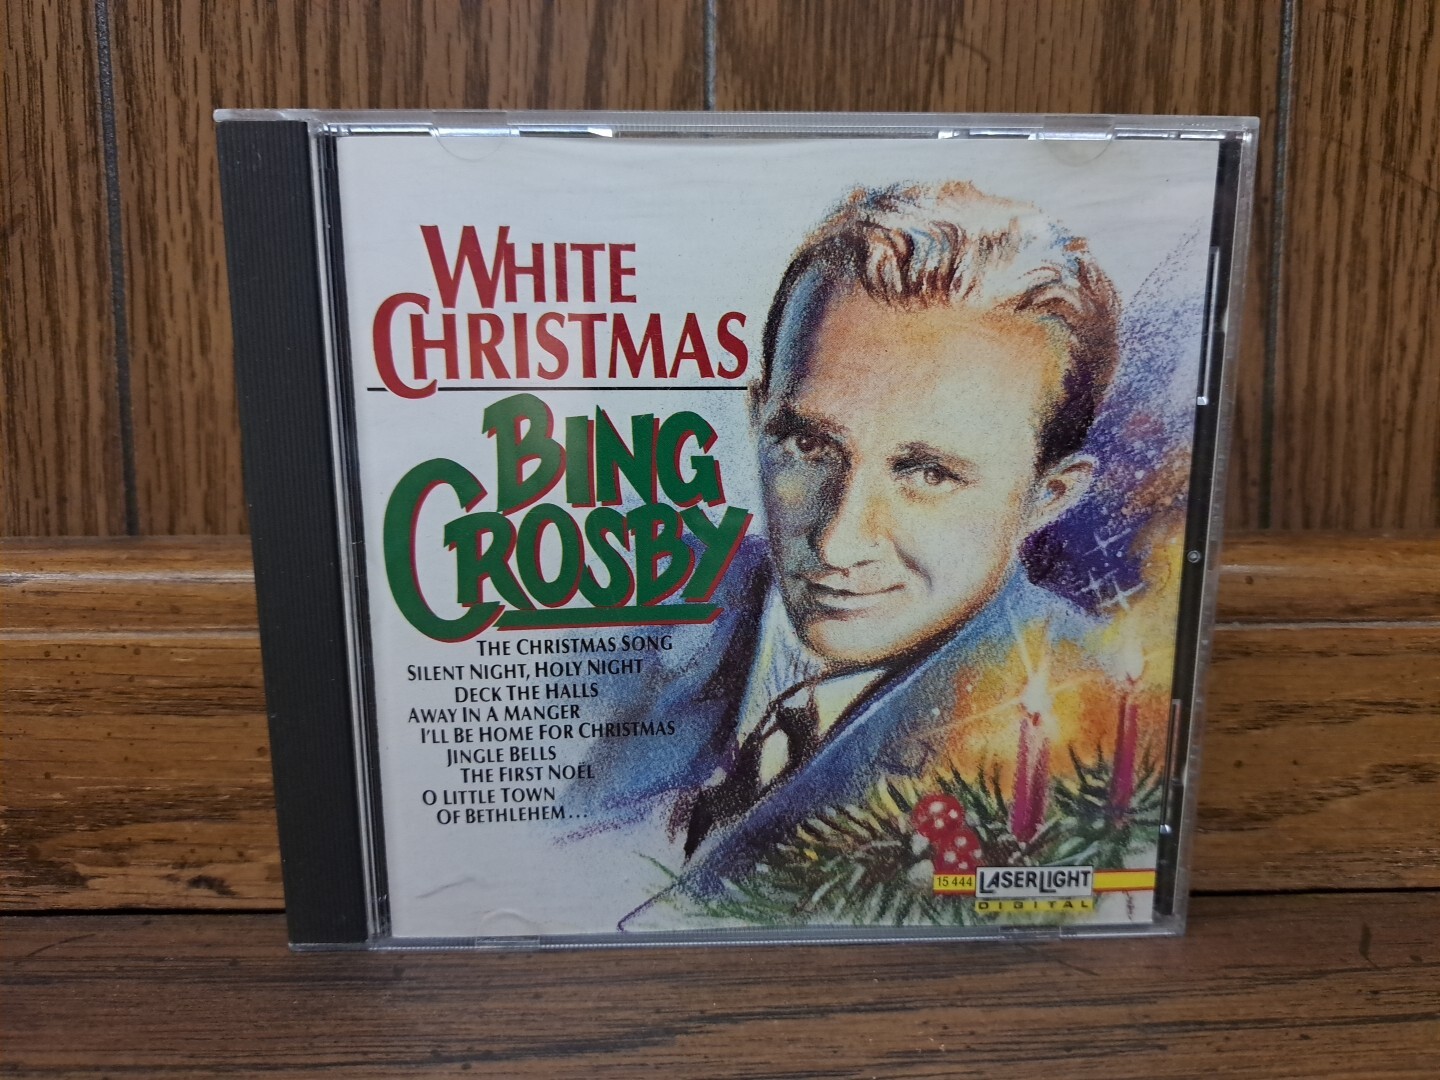 WHITE
CHRISTMAS
BING
CROSBY
THE CHRISTMAS SONG
SILENT NIGHT, HOLY NIGHT
DECK THE HALLS
AWAY IN A MANGER
I'LL BE HOME FOR CHRISTMAS
JINGLE BELLS
THE FIRST NOËL
O LITTLE TOWN
OF BETHLEHEM...
15 444 LASERLIGHT
DIGITAL